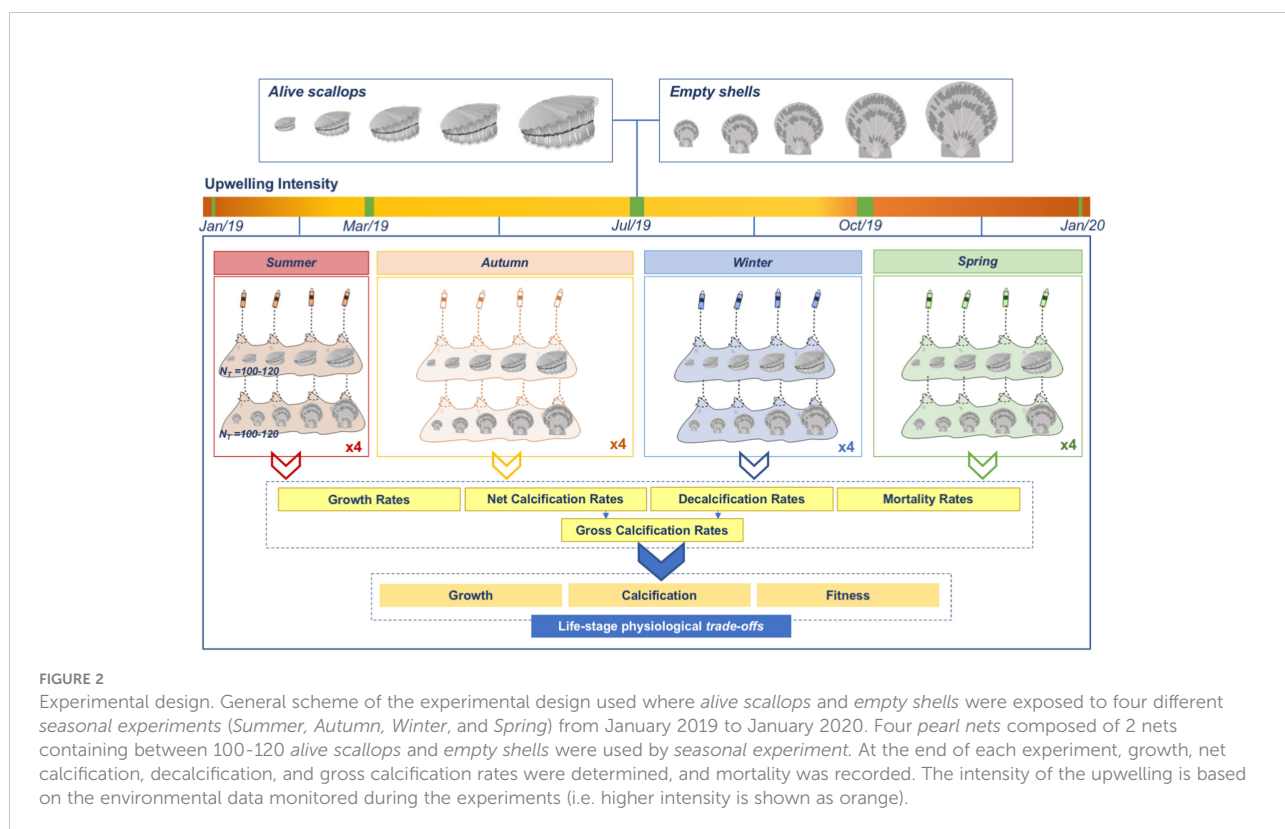 Alive scallops
Empty shells
Upwelling Intensity
Jan/19
Mar/19
Jul/19
Oct/19
Jan/20
Summer
Autumn
Winter
Spring
N_T =100-120
N_T =100-120
x4
x4
x4
x4
Growth Rates
Net Calcification Rates
Decalcification Rates
Mortality Rates
Gross Calcification Rates
Growth
Calcification
Fitness
Life-stage physiological trade-offs
FIGURE 2
Experimental design. General scheme of the experimental design used where alive scallops and empty shells were exposed to four different
seasonal experiments (Summer, Autumn, Winter, and Spring) from January 2019 to January 2020. Four pearl nets composed of 2 nets
containing between 100-120 alive scallops and empty shells were used by seasonal experiment. At the end of each experiment, growth, net
calcification, decalcification, and gross calcification rates were determined, and mortality was recorded. The intensity of the upwelling is based
on the environmental data monitored during the experiments (i.e. higher intensity is shown as orange).